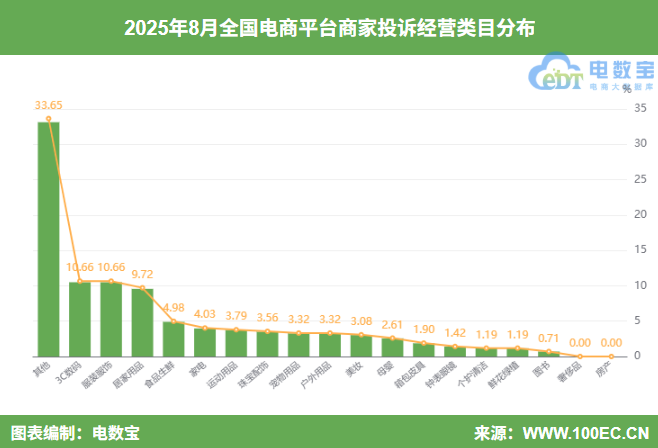 2025年8月全国电商平台商家投诉经营类目分布
eDT 电数宝
电商大数据库
%
35
30
25
20
15
10
5
0
33.65
10.66
10.66
9.72
4.98
4.03
3.79
3.56
3.32
3.32
3.08
2.61
1.90
1.42
1.19
1.19
0.71
0.00
0.00
其他
3C数码
服装服饰
居家用品
食品生鲜
家电
运动用品
珠宝配饰
宠物用品
户外用品
美妆
母婴
箱包皮具
钟表眼镜
个护清洁
鲜花绿植
图书
奢侈品
房产
图表编制：电数宝
来源：WWW.100EC.CN